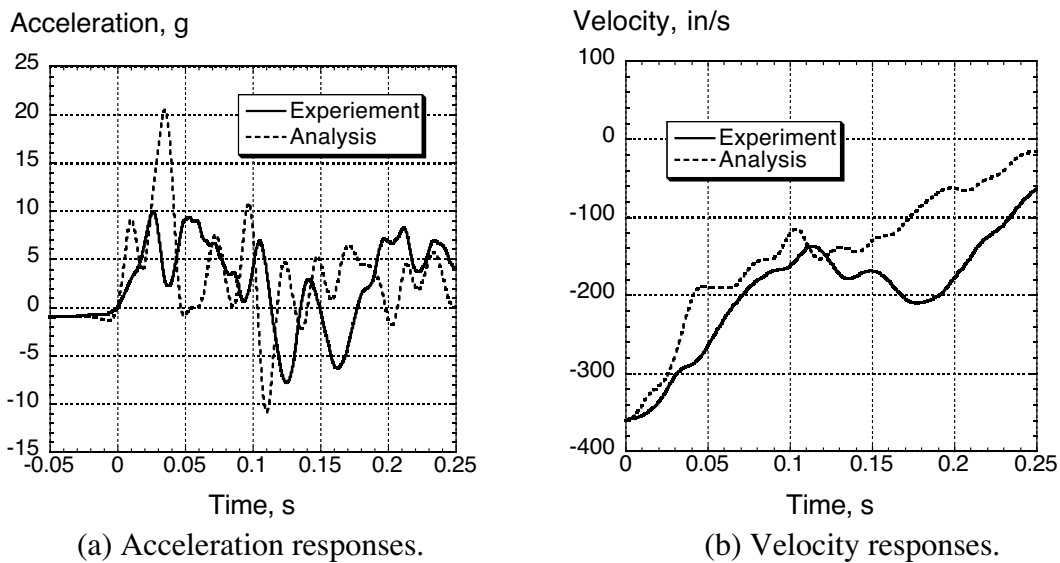 Acceleration, g
25
20
15
10
5
0
-5
-10
-15
-0.05 0 0.05 0.1 0.15 0.2 0.25
Experiement
Analysis
Time, s
(a) Acceleration responses.
Velocity, in/s
100
0
-100
-200
-300
-400
0 0.05 0.1 0.15 0.2 0.25
Experiment
Analysis
Time, s
(b) Velocity responses.